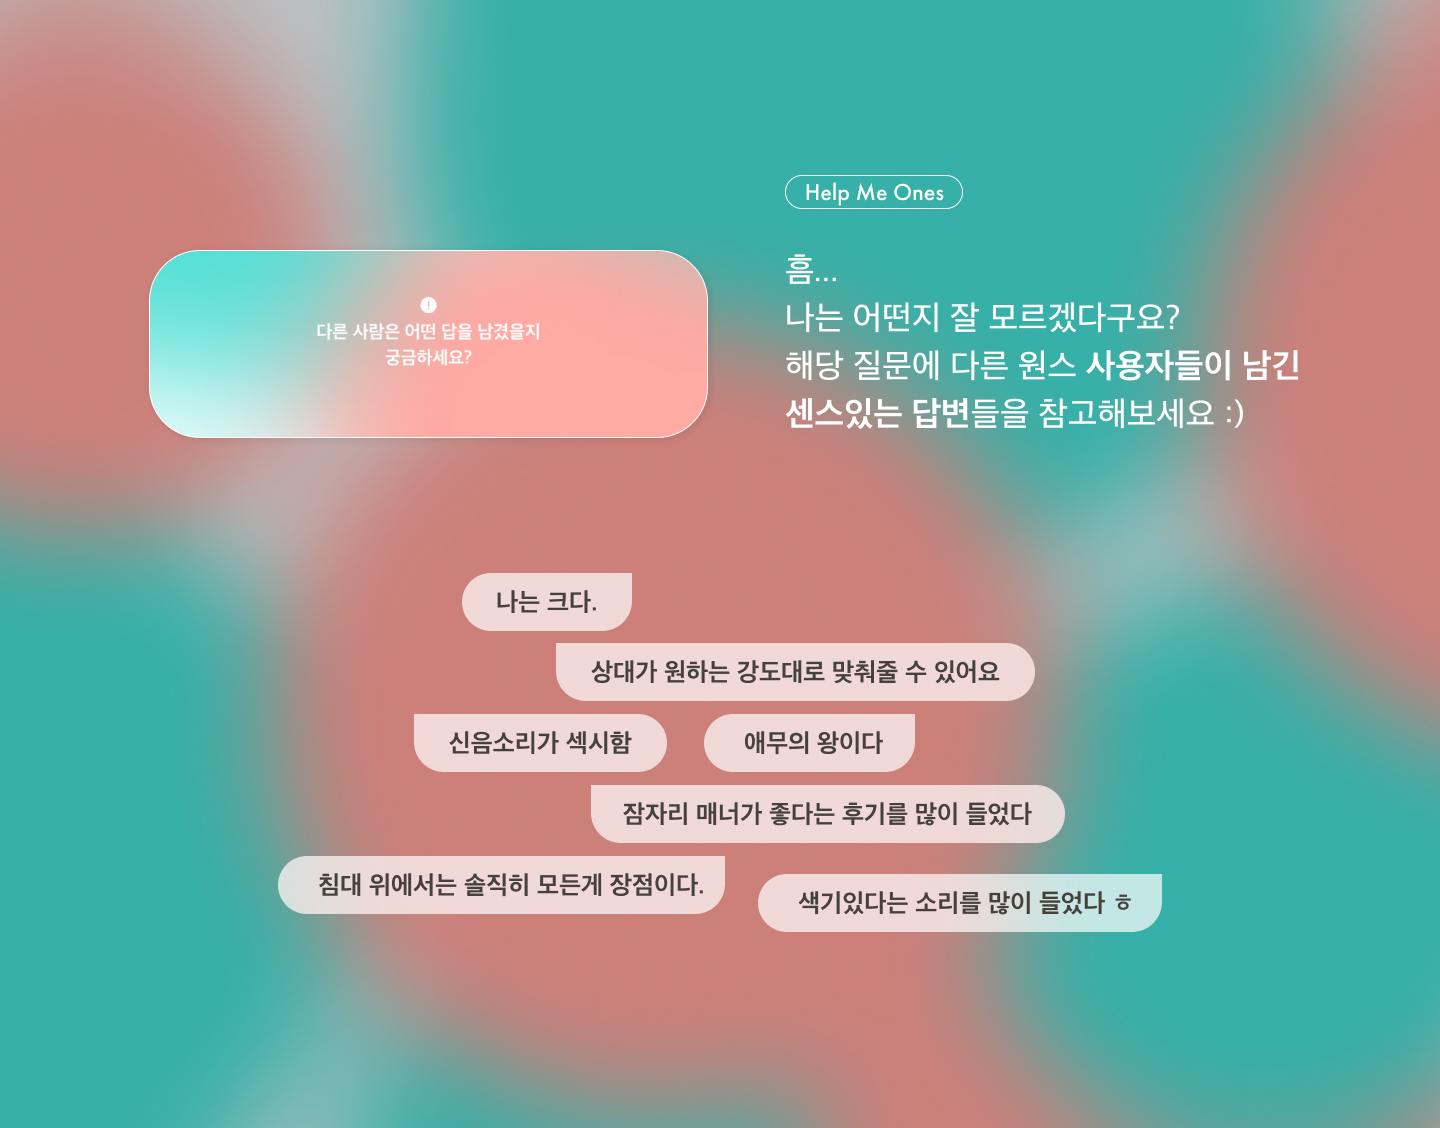 Help Me Ones
흠...
나는 어떤지 잘 모르겠다구요?
해당 질문에 다른 원스 사용자들이 남긴
센스있는 답변들을 참고해보세요 :)
!
다른 사람은 어떤 답을 남겼을지
궁금하세요?
나는 크다.
상대가 원하는 강도대로 맞춰줄 수 있어요
신음소리가 섹시함
애무의 왕이다
잠자리 매너가 좋다는 후기를 많이 들었다
침대 위에서는 솔직히 모든게 장점이다.
색기있다는 소리를 많이 들었다 ㅎ